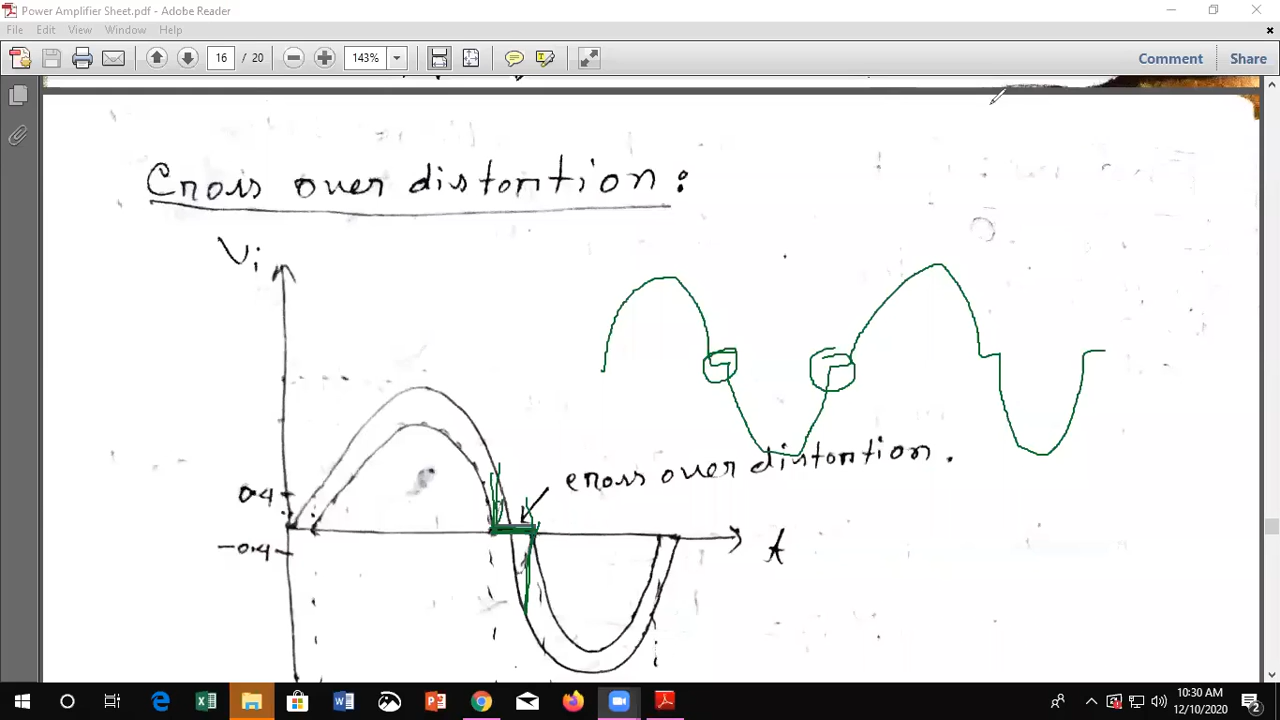 Power Amplifier Sheet.pdf - Adobe Reader
File Edit View Window Help
16 / 20 143% Comment Share
Cross over distortion :
Vi
0.4
cross over distortion .
-0.4
t
10:30 AM
12/10/2020
2